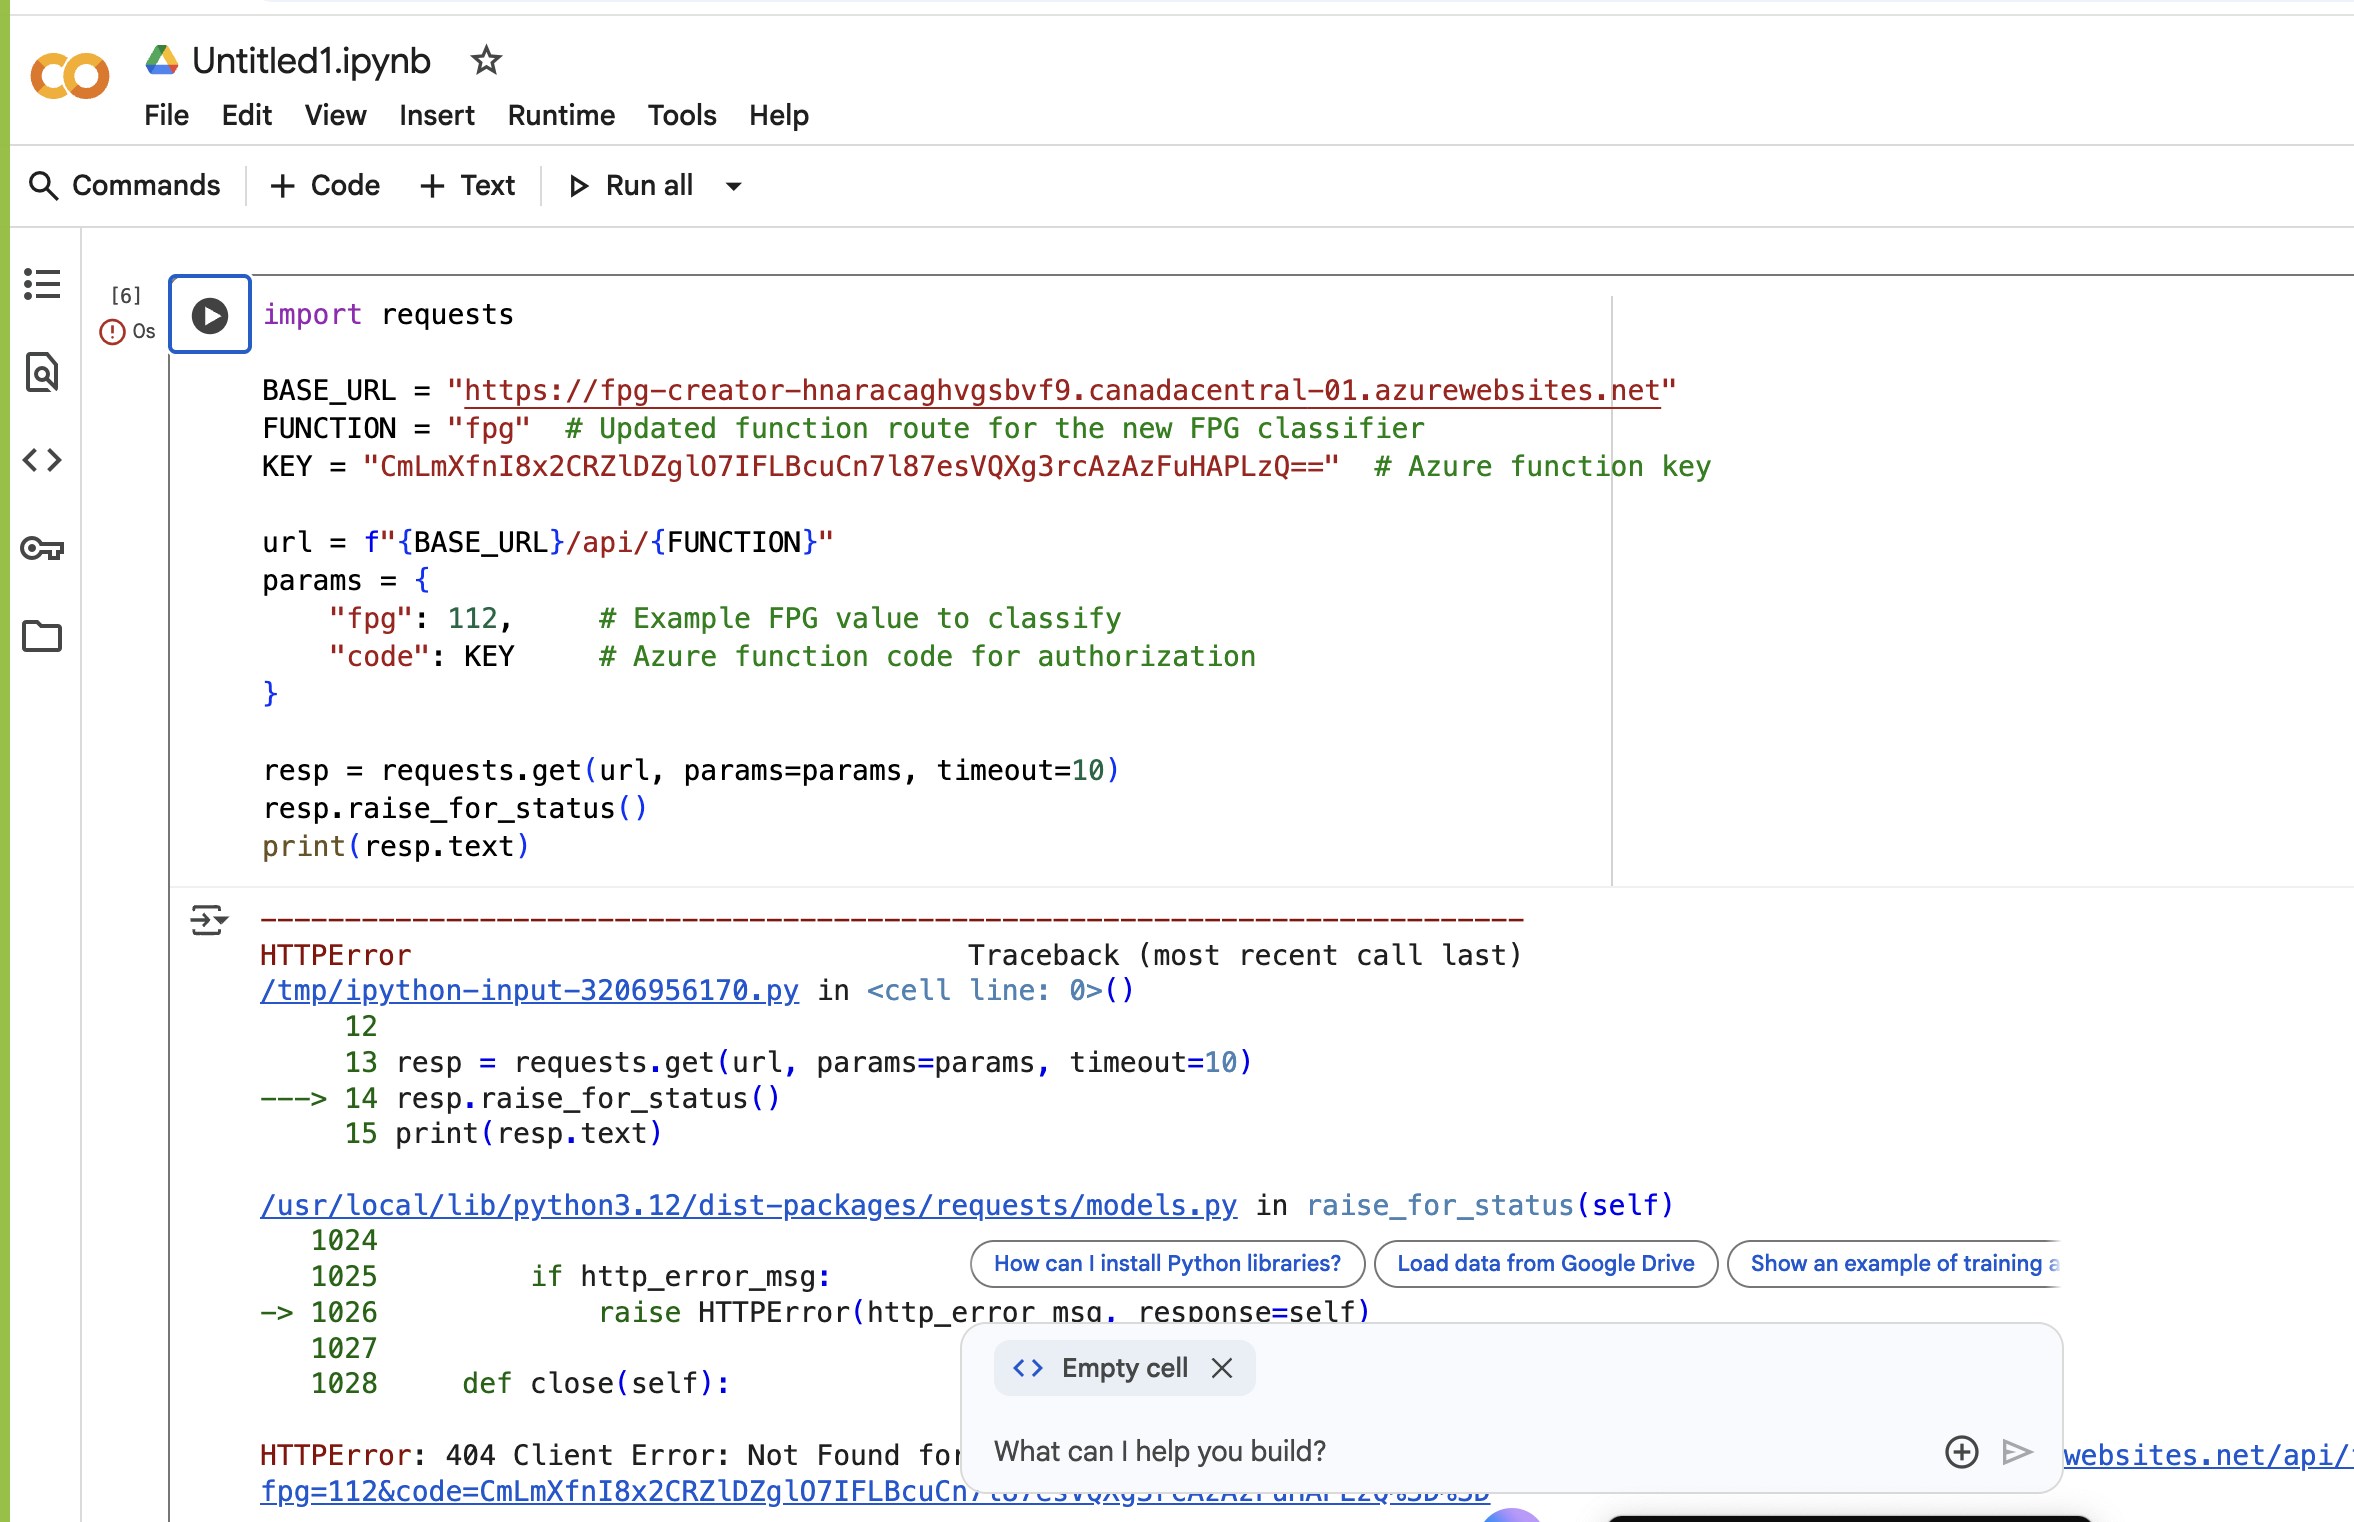 Untitled1.ipynb
File Edit View Insert Runtime Tools Help
Commands + Code + Text Run all
[6]
0s
import requests
BASE_URL = "https://fpg-creator-hnaracaghvgsbvf9.canadacentral-01.azurewebsites.net"
FUNCTION = "fpg"  # Updated function route for the new FPG classifier
KEY = "CmLmXfnI8x2CRZlDZglO7IFLBcuCn7l87esVQXg3rcAzAzFuHAPLzQ=="  # Azure function key
url = f"{BASE_URL}/api/{FUNCTION}"
params = {
"fpg": 112,     # Example FPG value to classify
"code": KEY     # Azure function code for authorization
}
resp = requests.get(url, params=params, timeout=10)
resp.raise_for_status()
print(resp.text)
---------------------------------------------------------------------------
HTTPError                                 Traceback (most recent call last)
/tmp/ipython-input-3206956170.py in <cell line: 0>()
12
13 resp = requests.get(url, params=params, timeout=10)
---> 14 resp.raise_for_status()
15 print(resp.text)
/usr/local/lib/python3.12/dist-packages/requests/models.py in raise_for_status(self)
1024
1025         if http_error_msg:
-> 1026             raise HTTPError(http_error_msg, response=self)
1027
1028     def close(self):
HTTPError: 404 Client Error: Not Found for websites.net/api/
fpg=112&code=CmLmXfnI8x2CRZlDZglO7IFLBcuCn7l87esVQXg3rcAzAzFuHAPLzQ%3D%3D
How can I install Python libraries?
Load data from Google Drive
Show an example of training a
Empty cell
What can I help you build?